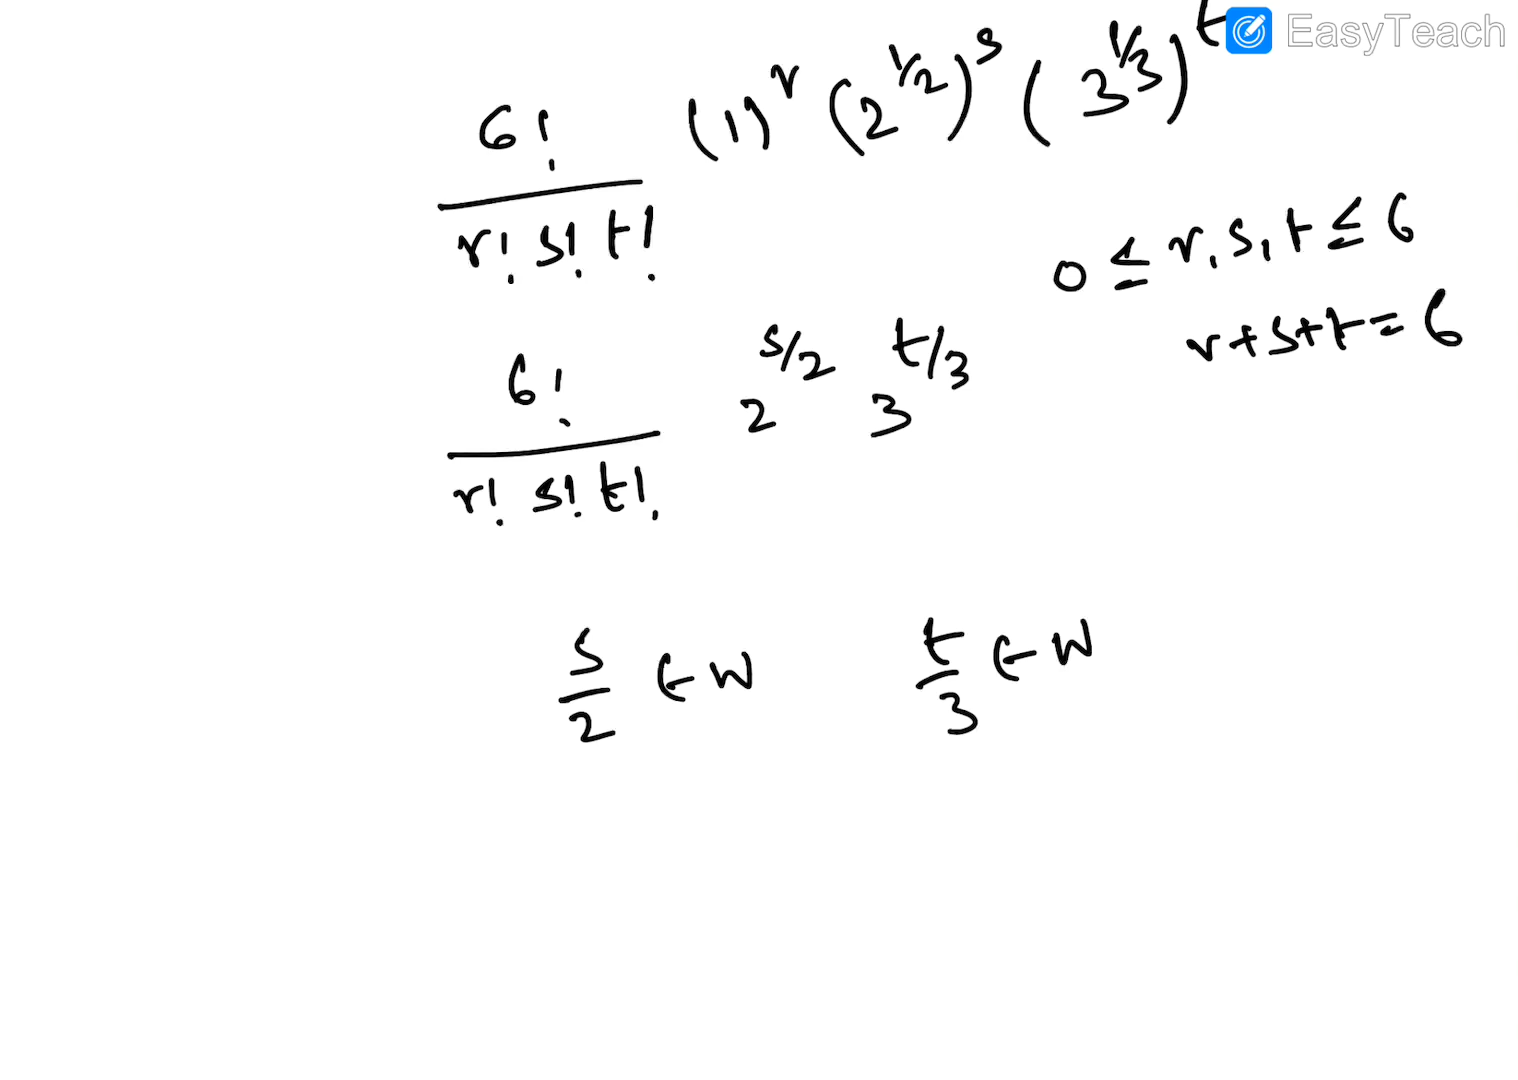 EasyTeach
6! / r! s! t! (1)^r (2^1/2)^s (3^1/3)^t
0 ≤ r, s, t ≤ 6
r+s+t=6
6! / r! s! t! 2^s/2 3^t/3
s/2 ∈ W t/3 ∈ W